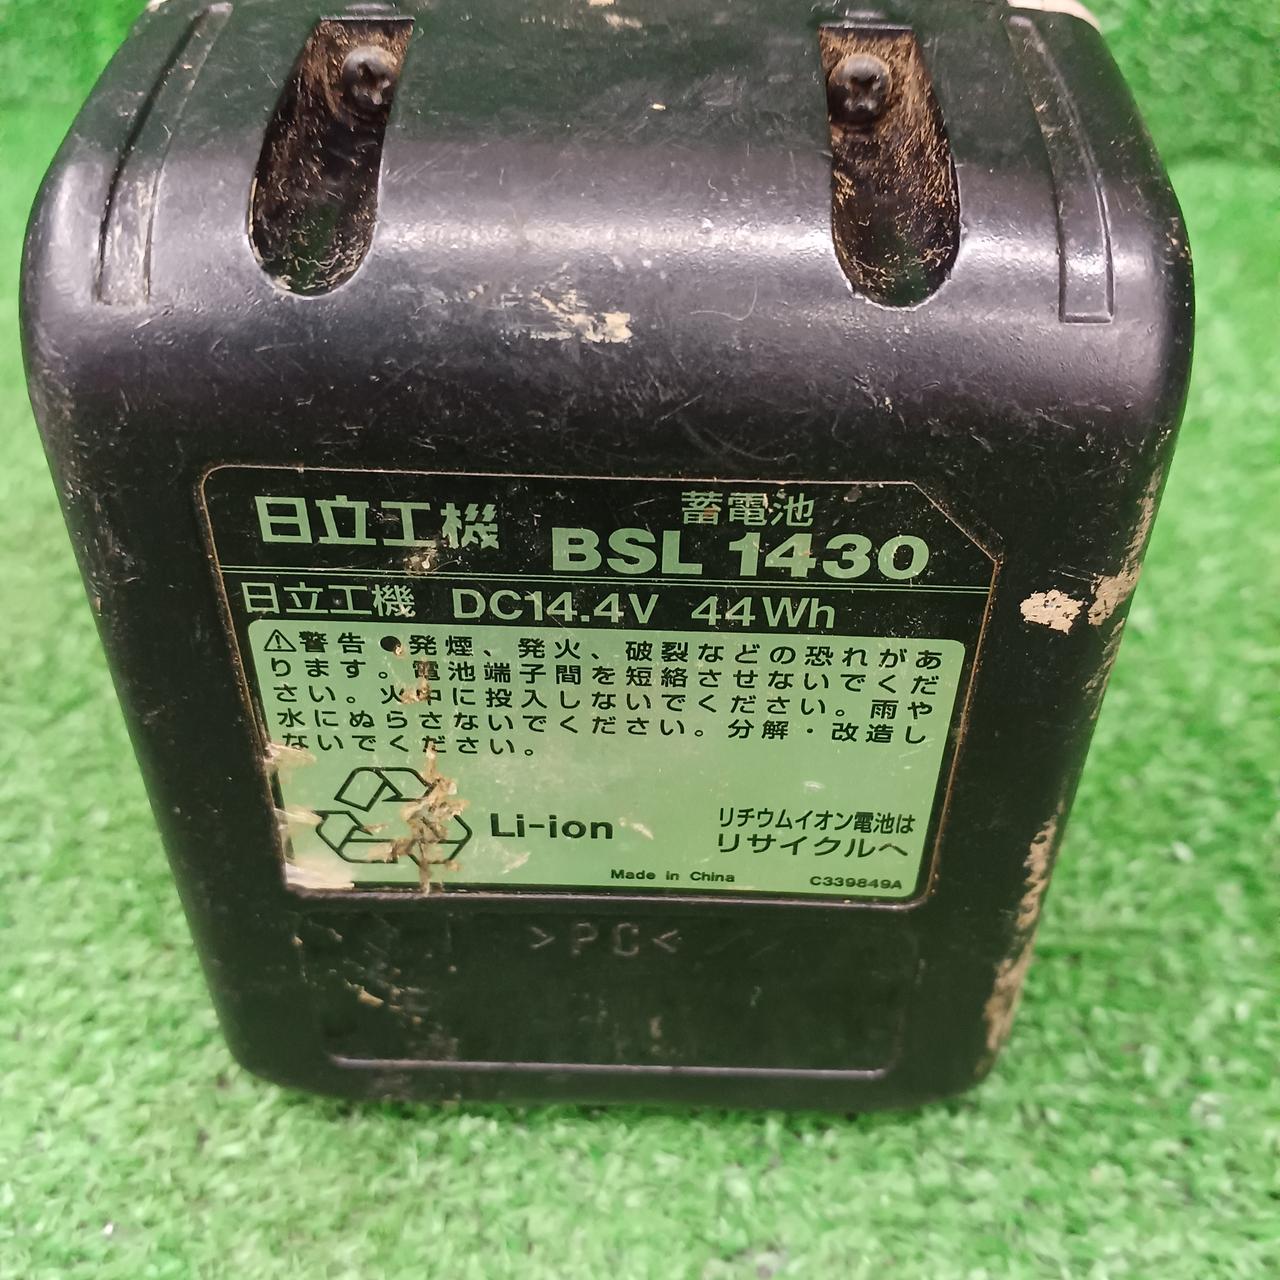 日立工機 蓄電池
BSL 1430
日立工機 DC14.4V 44Wh
⚠警告 ●発煙、発火、破裂などの恐れがあ
ります。電池端子間を短絡させないでくだ
さい。火中に投入しないでください。雨や
水にぬらさないでください。分解・改造し
ないでください。
Li-ion
リチウムイオン電池は
リサイクルへ
Made in China C339849A
>PC<